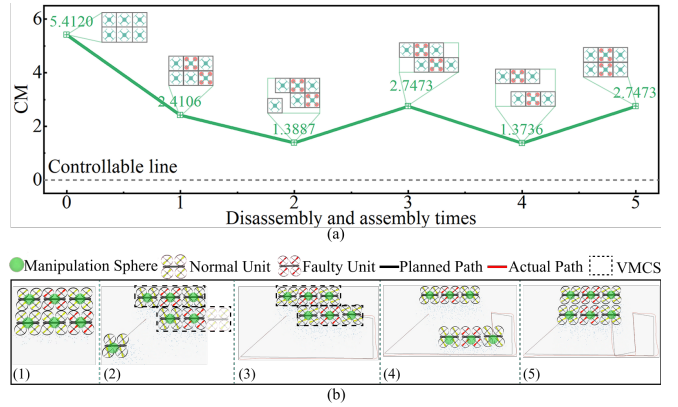 6
5.4120
4
CM
2.4106
2.7473
2.7473
2
1.3887
1.3736
Controllable line
0
0 1 2 3 4 5
Disassembly and assembly times
(a)
Manipulation Sphere Normal Unit Faulty Unit Planned Path Actual Path VMCS
(1) (2) (3) (4) (5)
(b)